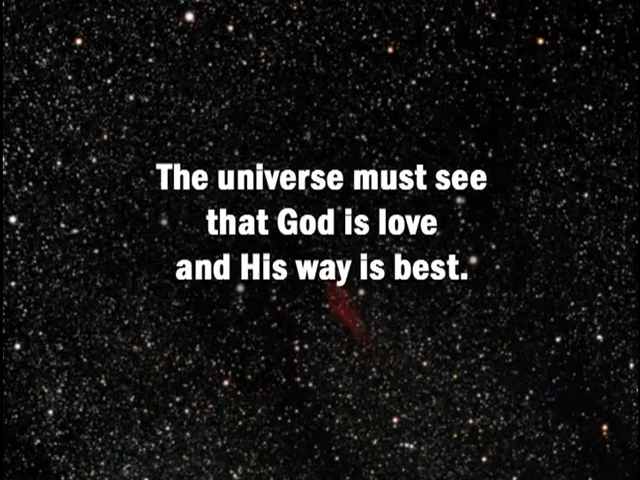 The universe must see
that God is love
and His way is best.